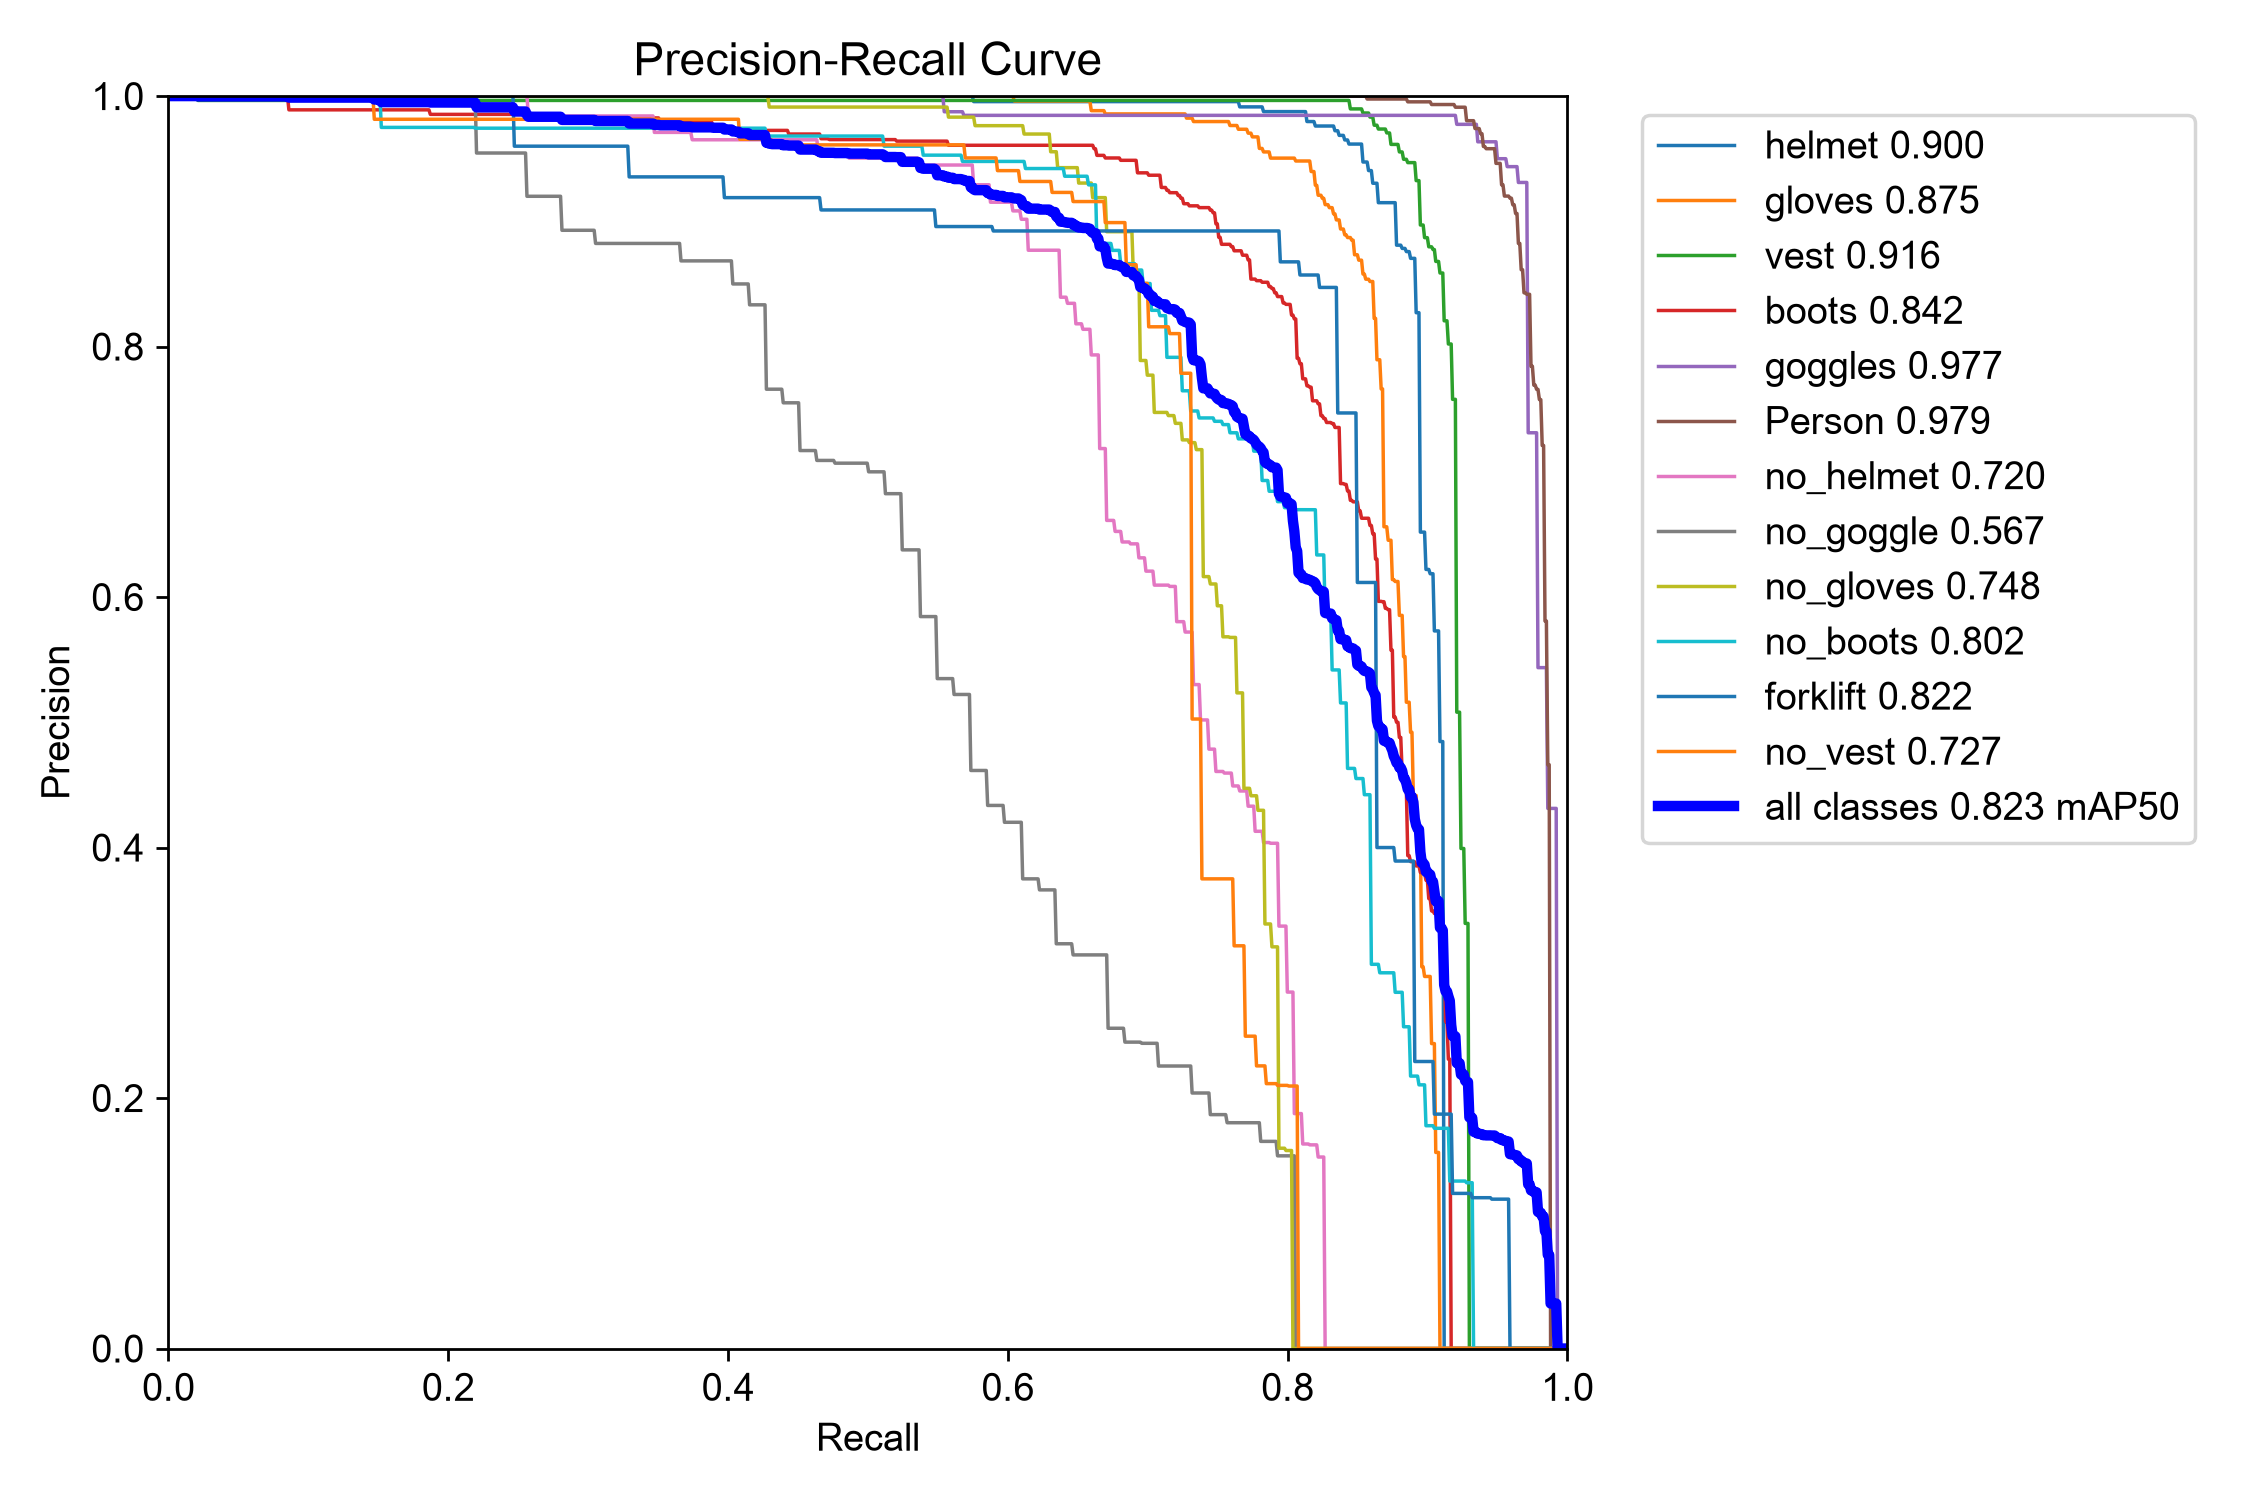 Precision-Recall Curve
1.0
0.8
0.6
0.4
0.2
0.0
Precision
0.0 0.2 0.4 0.6 0.8 1.0
Recall
helmet 0.900
gloves 0.875
vest 0.916
boots 0.842
goggles 0.977
Person 0.979
no_helmet 0.720
no_goggle 0.567
no_gloves 0.748
no_boots 0.802
forklift 0.822
no_vest 0.727
all classes 0.823 mAP50